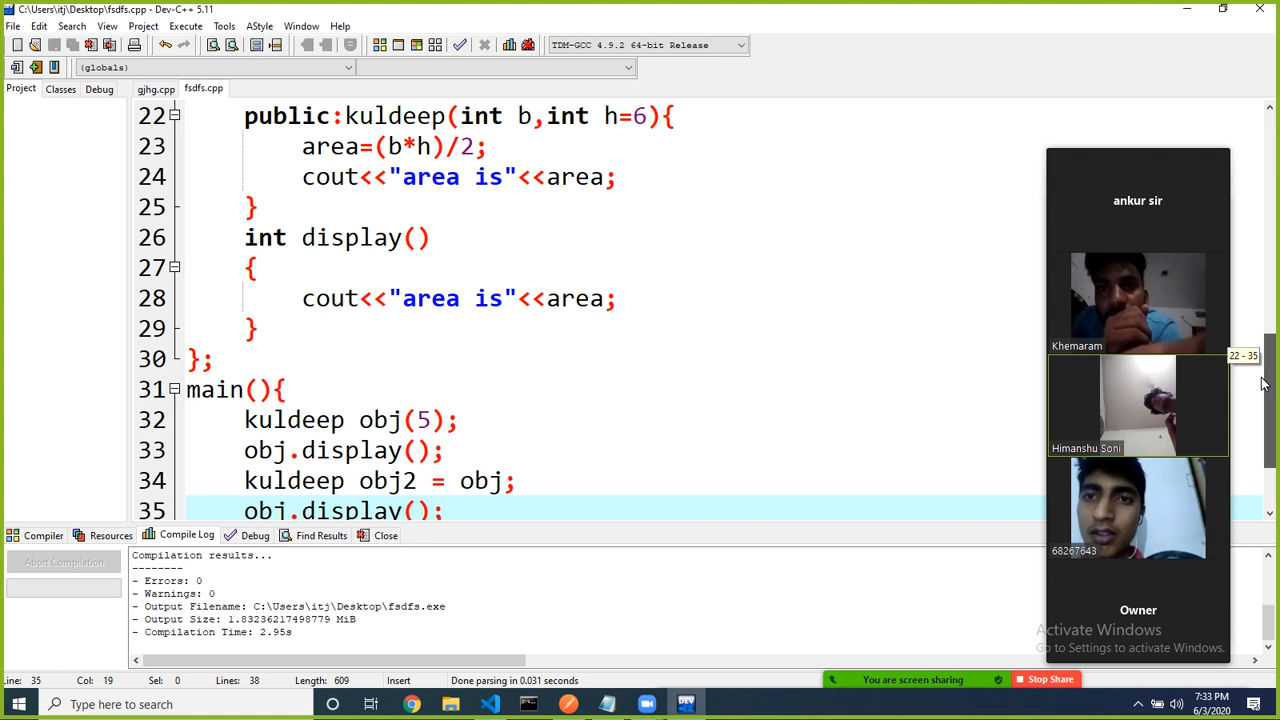 C:\Users\itj\Desktop\fsdfs.cpp - Dev-C++ 5.11
File Edit Search View Project Execute Tools AStyle Window Help
TDM-GCC 4.9.2 64-bit Release
(globals)
Project Classes Debug gjhg.cpp fsdfs.cpp
22 public:kuldeep(int b,int h=6){
23 area=(b*h)/2;
24 cout<<"area is"<<area;
25 }
26 int display()
27 {
28 cout<<"area is"<<area;
29 }
30 };
31 main(){
32 kuldeep obj(5);
33 obj.display();
34 kuldeep obj2 = obj;
35 obj.display();
ankur sir
Khemaram
22 - 35
Himanshu Soni
68267643
Owner
Compiler Resources Compile Log Debug Find Results Close
Abort Compilation
Compilation results...
--------
- Errors: 0
- Warnings: 0
- Output Filename: C:\Users\itj\Desktop\fsdfs.exe
- Output Size: 1.83236217498779 MiB
- Compilation Time: 2.95s
Activate Windows
Go to Settings to activate Windows.
Line: 35 Col: 19 Sel: 0 Lines: 38 Length: 609 Insert Done parsing in 0.031 seconds
You are screen sharing Stop Share
Type here to search
DEV
7:33 PM
6/3/2020